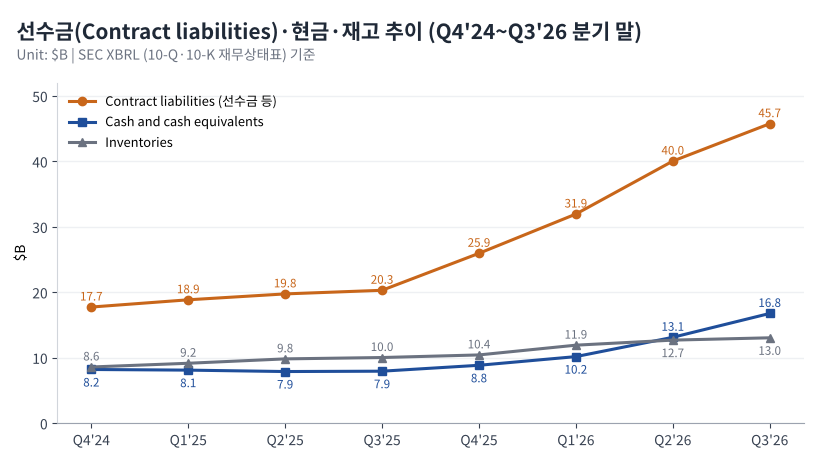 선수금(Contract liabilities)·현금·재고 추이 (Q4'24~Q3'26 분기 말)
Unit: $B | SEC XBRL (10-Q·10-K 재무상태표) 기준
Contract liabilities (선수금 등)
Cash and cash equivalents
Inventories
$B
50
40
30
20
10
0
17.7 18.9 19.8 20.3 25.9 31.9 40.0 45.7
8.6 9.2 9.8 10.0 10.4 11.9 12.7 13.0
8.2 8.1 7.9 7.9 8.8 10.2 13.1 16.8
Q4'24 Q1'25 Q2'25 Q3'25 Q4'25 Q1'26 Q2'26 Q3'26